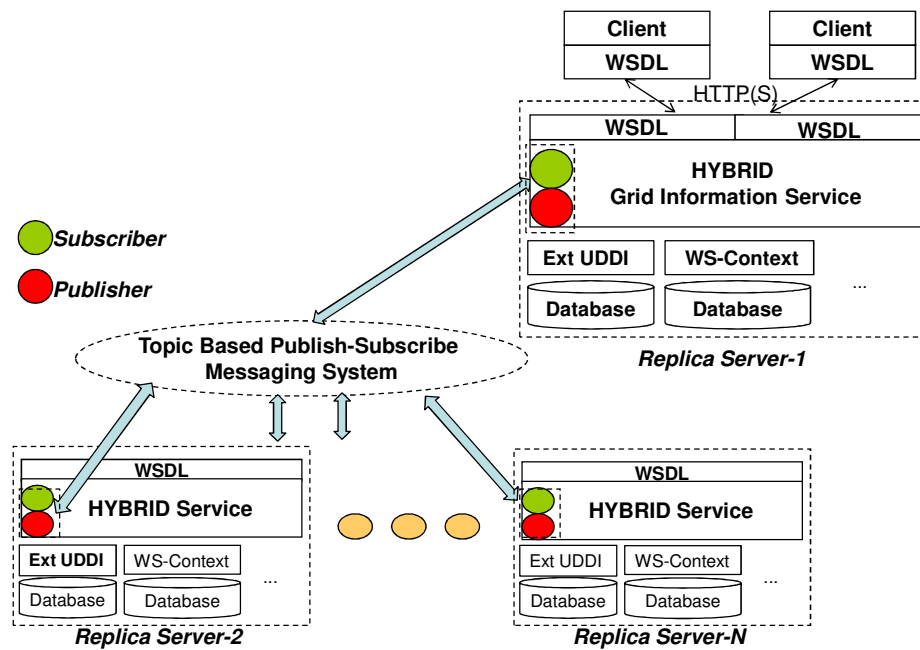 Client
Client
WSDL
WSDL
HTTP(S)
WSDL
WSDL
HYBRID
Grid Information Service
Subscriber
Publisher
Ext UDDI
WS-Context
...
Database
Database
Replica Server-1
Topic Based Publish-Subscribe
Messaging System
WSDL
HYBRID Service
Ext UDDI
WS-Context
...
Database
Database
Replica Server-2
WSDL
HYBRID Service
Ext UDDI
WS-Context
...
Database
Database
Replica Server-N